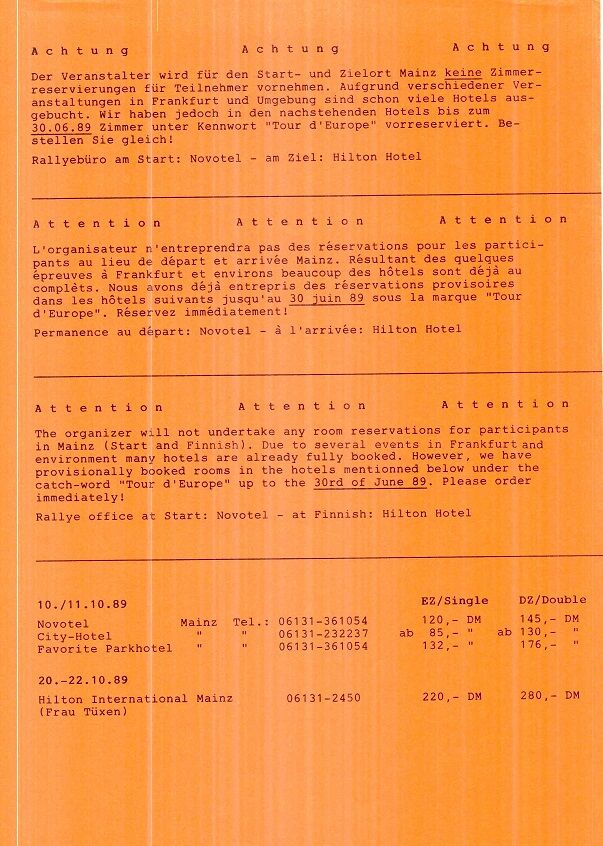 A c h t u n g A c h t u n g A c h t u n g
Der Veranstalter wird für den Start- und Zielort Mainz keine Zimmer-
reservierungen für Teilnehmer vornehmen. Aufgrund verschiedener Ver-
anstaltungen in Frankfurt und Umgebung sind schon viele Hotels aus-
gebucht. Wir haben jedoch in den nachstehenden Hotels bis zum
30.06.89 Zimmer unter Kennwort "Tour d'Europe" vorreserviert. Be-
stellen Sie gleich!
Rallyebüro am Start: Novotel - am Ziel: Hilton Hotel
A t t e n t i o n A t t e n t i o n A t t e n t i o n
L'organisateur n'entreprendra pas des réservations pour les partici-
pants au lieu de départ et arrivée Mainz. Résultant des quelques
épreuves à Frankfurt et environs beaucoup des hôtels sont déjà au
complèts. Nous avons déjà entrepris des réservations provisoires
dans les hôtels suivants jusqu'au 30 juin 89 sous la marque "Tour
d'Europe". Réservez immédiatement!
Permanence au départ: Novotel - à l'arrivée: Hilton Hotel
A t t e n t i o n A t t e n t i o n A t t e n t i o n
The organizer will not undertake any room reservations for participants
in Mainz (Start and Finnish). Due to several events in Frankfurt and
environment many hotels are already fully booked. However, we have
provisionally booked rooms in the hotels mentionned below under the
catch-word "Tour d'Europe" up to the 30rd of June 89. Please order
immediately!
Rallye office at Start: Novotel - at Finnish: Hilton Hotel
10./11.10.89 EZ/Single DZ/Double
Novotel Mainz Tel.: 06131-361054 120,- DM 145,- DM
City-Hotel " " 06131-232237 ab 85,- " ab 130,- "
Favorite Parkhotel " " 06131-361054 132,- " 176,- "
20.-22.10.89
Hilton International Mainz 06131-2450 220,- DM 280,- DM
(Frau Tüxen)